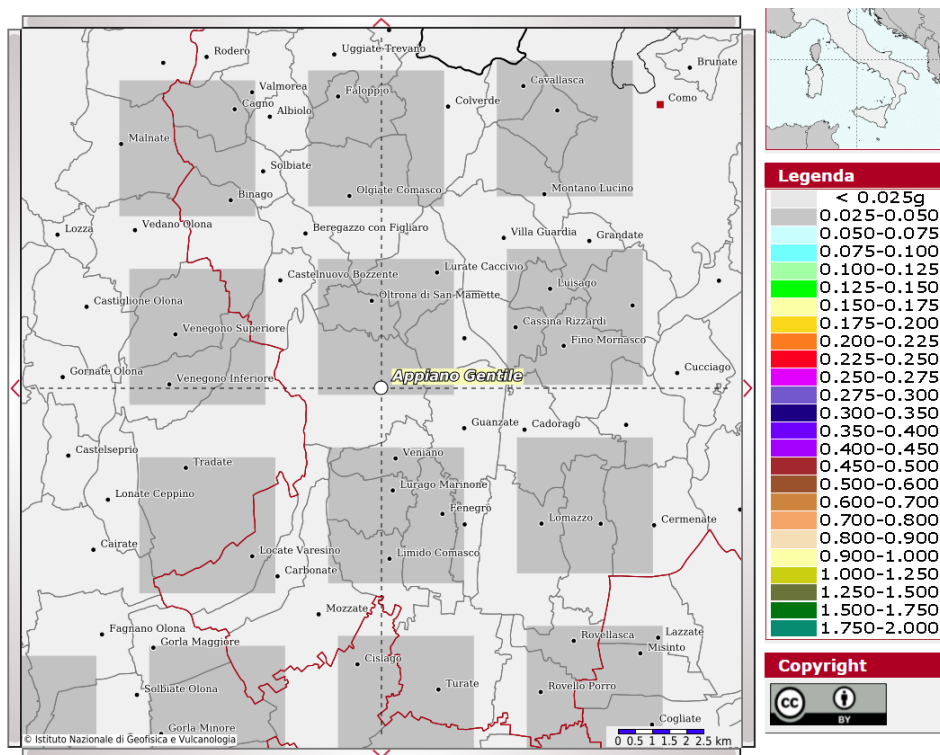 Rodero
Uggiate Trevano
Brunate
Valmorea
Faloppio
Cavallasca
Cagno
Albiolo
Colverde
Como
Malnate
Solbiate
Binago
Olgiate Comasco
Montano Lucino
Lozza
Vedano Olona
Beregazzo con Figliaro
Villa Guardia
Grandate
Castelnuovo Bozzente
Lurate Caccivio
Luisago
Castiglione Olona
Oltrona di San Mamette
Venegono Superiore
Cassina Rizzardi
Fino Mornasco
Gornate Olona
Venegono Inferiore
Appiano Gentile
Cucciago
Guanzate
Cadorago
Castelseprio
Tradate
Veniano
Lonate Ceppino
Lurago Marinone
Fenegrò
Lomazzo
Cermenate
Cairate
Locate Varesino
Limido Comasco
Carbonate
Mozzate
Fagnano Olona
Gorla Maggiore
Rovellasca
Lazzate
Misinto
Cislago
Solbiate Olona
Turate
Rovello Porro
Gorla Minore
Cogliate
© Istituto Nazionale di Geofisica e Vulcanologia
0 0.5 1 1.5 2 2.5 km
Legenda
< 0.025g
0.025-0.050
0.050-0.075
0.075-0.100
0.100-0.125
0.125-0.150
0.150-0.175
0.175-0.200
0.200-0.225
0.225-0.250
0.250-0.275
0.275-0.300
0.300-0.350
0.350-0.400
0.400-0.450
0.450-0.500
0.500-0.600
0.600-0.700
0.700-0.800
0.800-0.900
0.900-1.000
1.000-1.250
1.250-1.500
1.500-1.750
1.750-2.000
Copyright
cc
BY